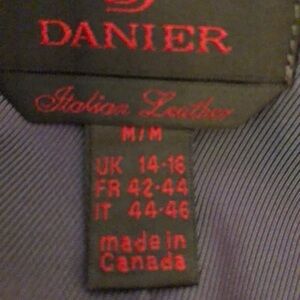 DANIER
Italian Leather
M/M
UK 14-16
FR 42-44
IT 44-46
made in
Canada